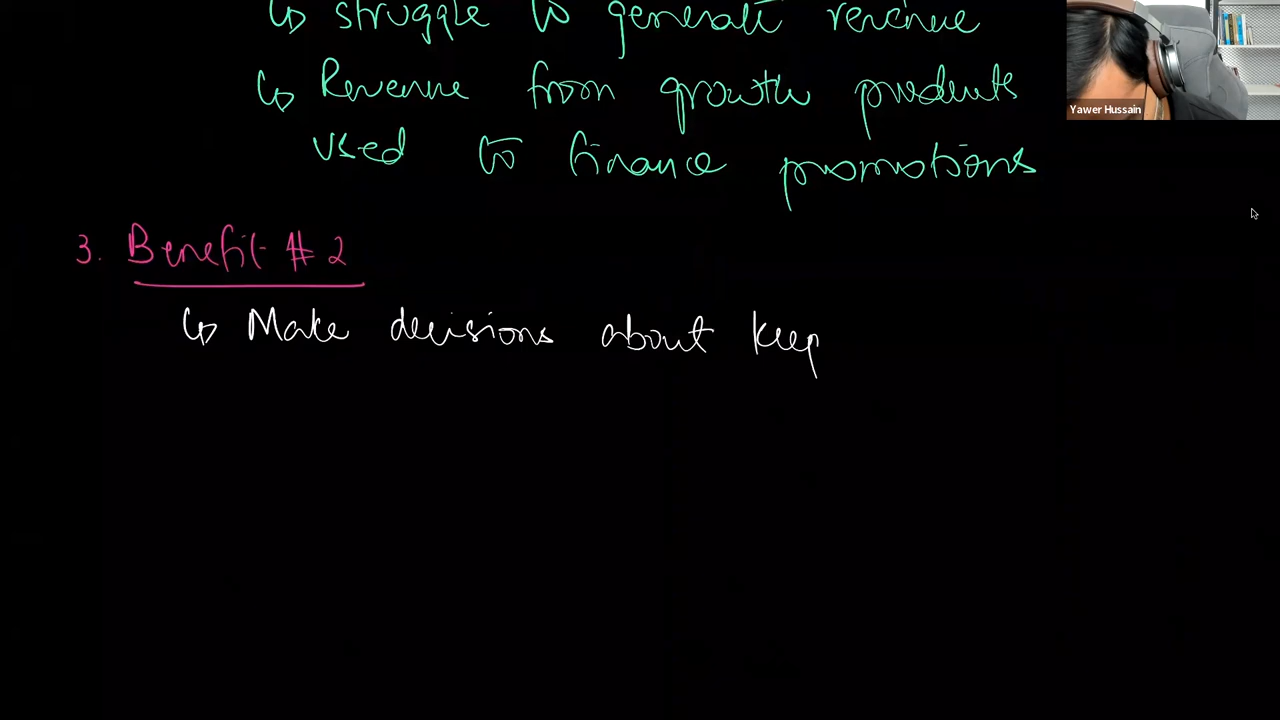 ↳ struggle to generate revenue
↳ Revenue from growth products
used to finance promotions
3. Benefit #2
↳ Make decisions about keep
Yawer Hussain